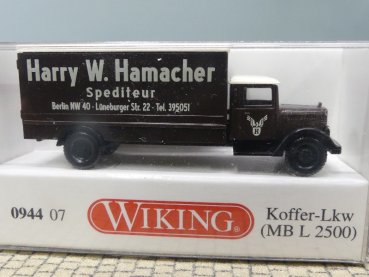 Harry W. Hamacher
Spediteur
Berlin NW 40 - Lüneburger Str. 22 - Tel. 395051
H
0944 07
WIKING®
Koffer-Lkw
(MB L 2500)